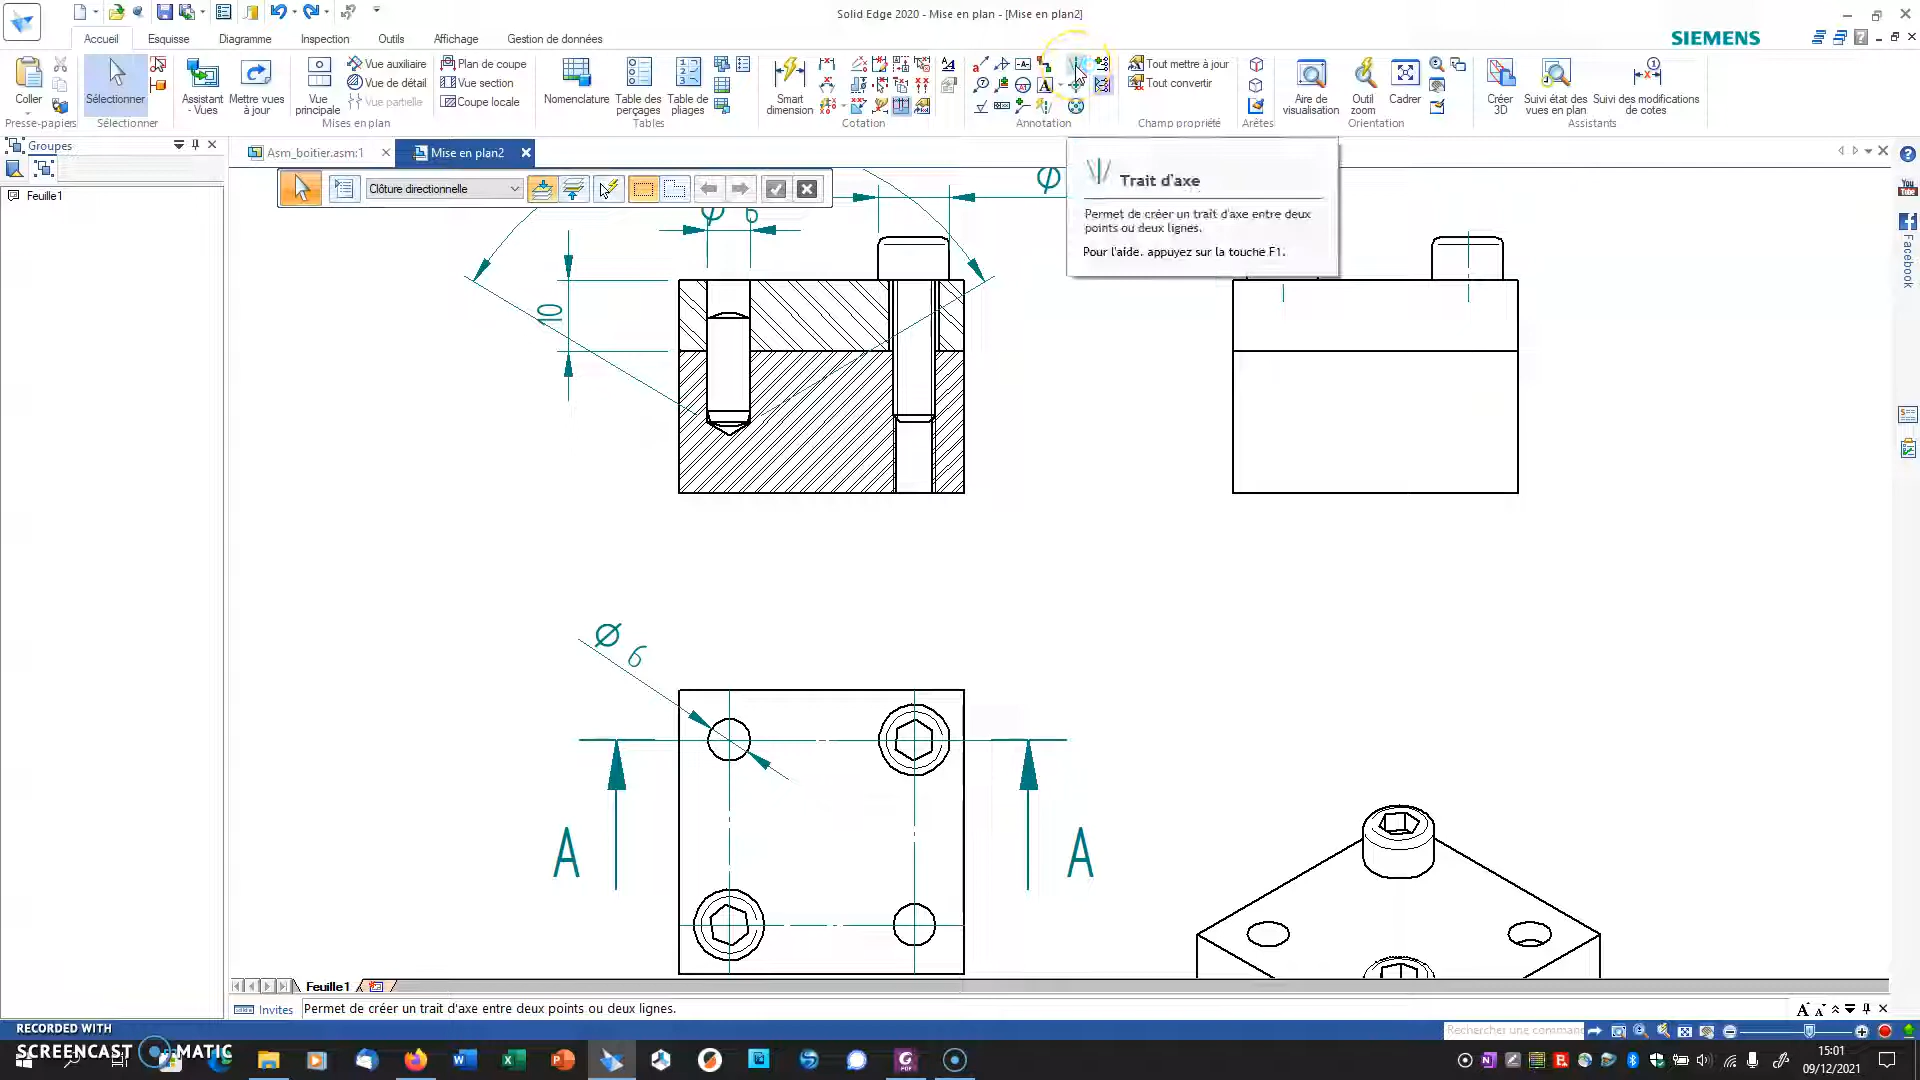 Solid Edge 2020 - Mise en plan - [Mise en plan2]
Accueil Esquisse Diagramme Inspection Outils Affichage Gestion de données
SIEMENS
Coller
Presse-papiers
Sélectionner
Sélectionner
Assistant - Vues
Mettre vues à jour
Vue principale
Vue auxiliaire
Vue de détail
Vue partielle
Plan de coupe
Vue section
Coupe locale
Mises en plan
Nomenclature
Table des perçages
Table de pliages
Tables
Smart dimension
Cotation
Annotation
Tout mettre à jour
Tout convertir
Champ propriété
Arêtes
Aire de visualisation
Outil zoom
Cadrer
Orientation
Créer 3D
Suivi état des vues en plan
Suivi des modifications de cotes
Assistants
Groupes
Feuille1
Asm_boitier.asm:1
Mise en plan2
Clôture directionnelle
Trait d'axe
Permet de créer un trait d'axe entre deux
points ou deux lignes.
Pour l'aide, appuyez sur la touche F1.
You Tube
Facebook
10
Ø 6
A A
Feuille1
Invites
Permet de créer un trait d'axe entre deux points ou deux lignes.
Rechercher une command
RECORDED WITH
SCREENCAST MATIC
15:01
09/12/2021